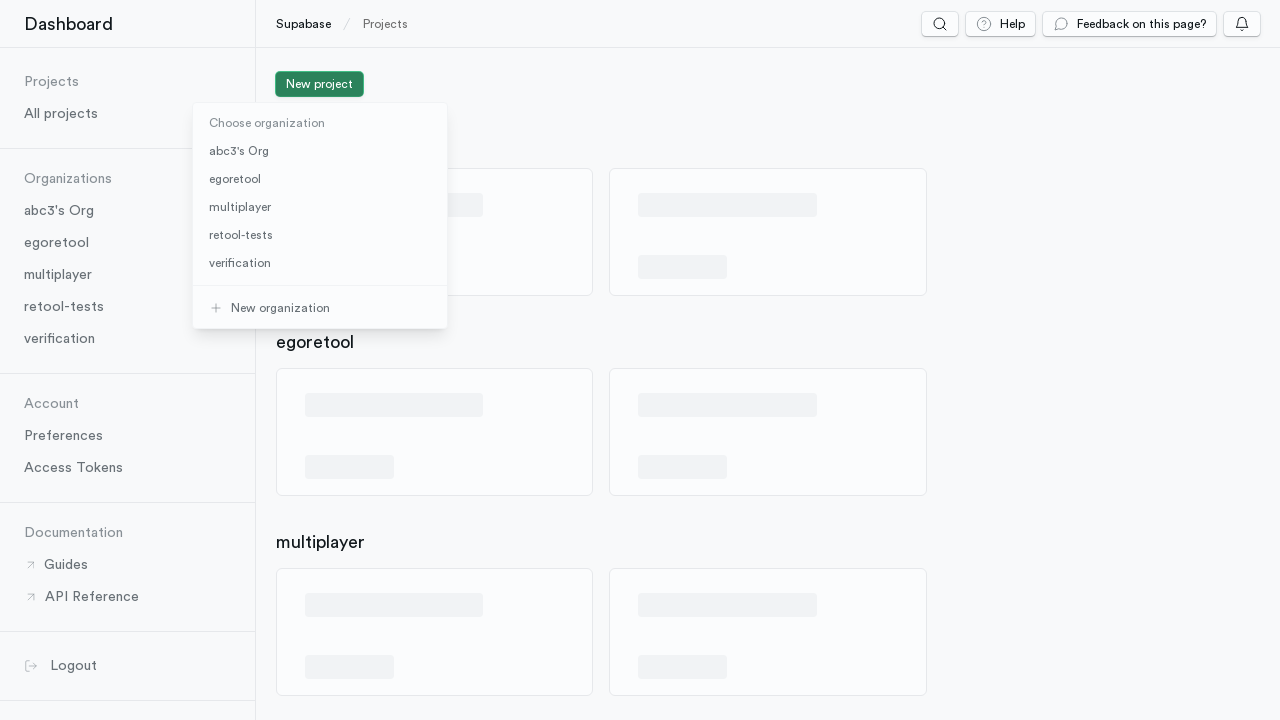 Dashboard
Supabase
Projects
Help
Feedback on this page?
Projects
All projects
Organizations
abc3's Org
egoretool
multiplayer
retool-tests
verification
Account
Preferences
Access Tokens
Documentation
Guides
API Reference
Logout
New project
Choose organization
abc3's Org
egoretool
multiplayer
retool-tests
verification
New organization
egoretool
multiplayer